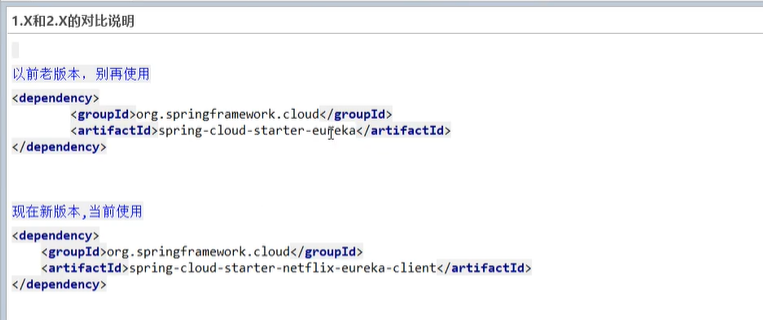 1.X和2.X的对比说明
以前老版本，别再使用
<dependency>
<groupId>org.springframework.cloud</groupId>
<artifactId>spring-cloud-starter-eureka</artifactId>
</dependency>
现在新版本,当前使用
<dependency>
<groupId>org.springframework.cloud</groupId>
<artifactId>spring-cloud-starter-netflix-eureka-client</artifactId>
</dependency>